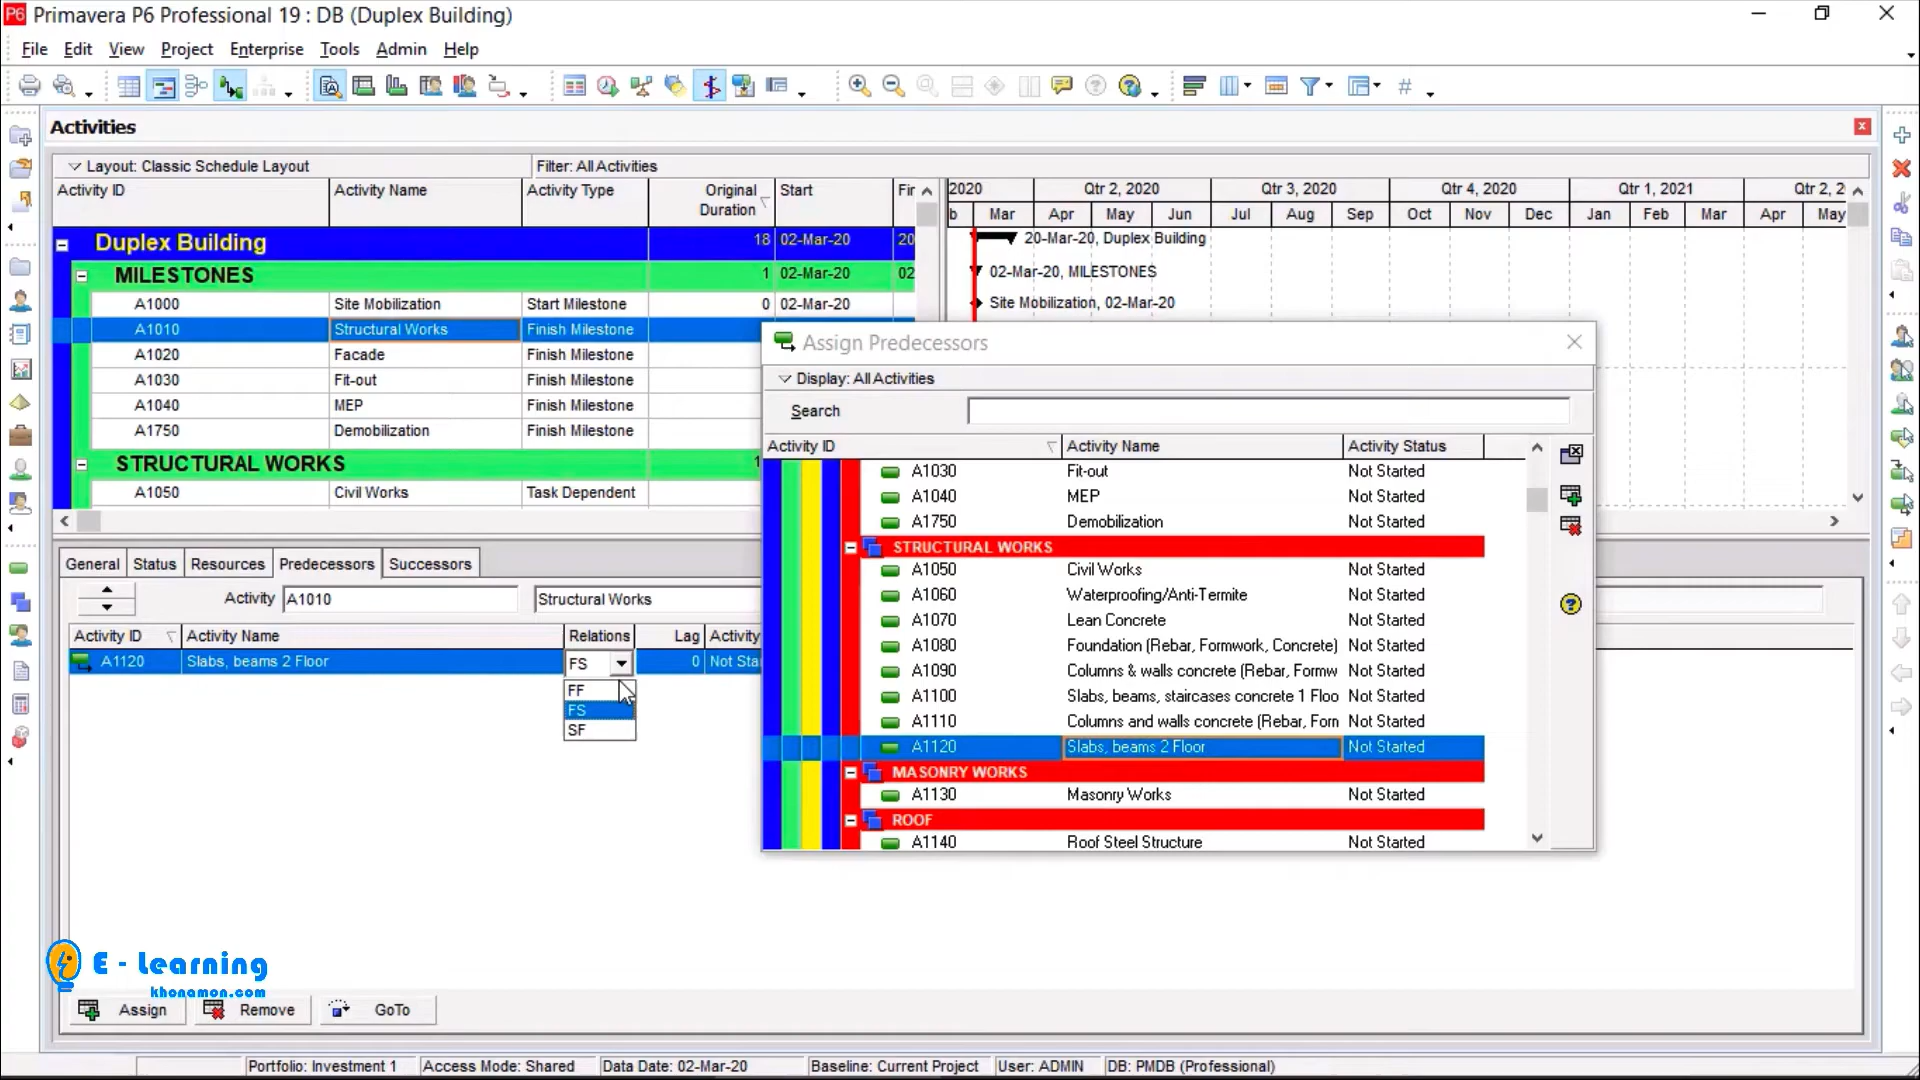 Primavera P6 Professional 19 : DB (Duplex Building)
File Edit View Project Enterprise Tools Admin Help
Activities
Layout: Classic Schedule Layout Filter: All Activities
Activity ID Activity Name Activity Type Original Duration Start Fir
2020 Qtr 2, 2020 Qtr 3, 2020 Qtr 4, 2020 Qtr 1, 2021 Qtr 2, 2
b Mar Apr May Jun Jul Aug Sep Oct Nov Dec Jan Feb Mar Apr May
Duplex Building 18 02-Mar-20 20
20-Mar-20, Duplex Building
MILESTONES 1 02-Mar-20 02
02-Mar-20, MILESTONES
A1000 Site Mobilization Start Milestone 0 02-Mar-20
Site Mobilization, 02-Mar-20
A1010 Structural Works Finish Milestone
A1020 Facade Finish Milestone
A1030 Fit-out Finish Milestone
A1040 MEP Finish Milestone
A1750 Demobilization Finish Milestone
STRUCTURAL WORKS 1
A1050 Civil Works Task Dependent
Assign Predecessors
Display: All Activities
Search
Activity ID Activity Name Activity Status
A1030 Fit-out Not Started
A1040 MEP Not Started
A1750 Demobilization Not Started
STRUCTURAL WORKS
A1050 Civil Works Not Started
A1060 Waterproofing/Anti-Termite Not Started
A1070 Lean Concrete Not Started
A1080 Foundation (Rebar, Formwork, Concrete) Not Started
A1090 Columns & walls concrete (Rebar, Formw Not Started
A1100 Slabs, beams, staircases concrete 1 Floo Not Started
A1110 Columns and walls concrete (Rebar, Forn Not Started
A1120 Slabs, beams 2 Floor Not Started
MASONRY WORKS
A1130 Masonry Works Not Started
ROOF
A1140 Roof Steel Structure Not Started
General Status Resources Predecessors Successors
Activity A1010 Structural Works
Activity ID Activity Name Relations Lag Activity
A1120 Slabs, beams 2 Floor FS 0 Not Sta
FF
FS
SF
E - Learning
khonamon.com
Assign Remove GoTo
Portfolio: Investment 1 Access Mode: Shared Data Date: 02-Mar-20 Baseline: Current Project User: ADMIN DB: PMDB (Professional)